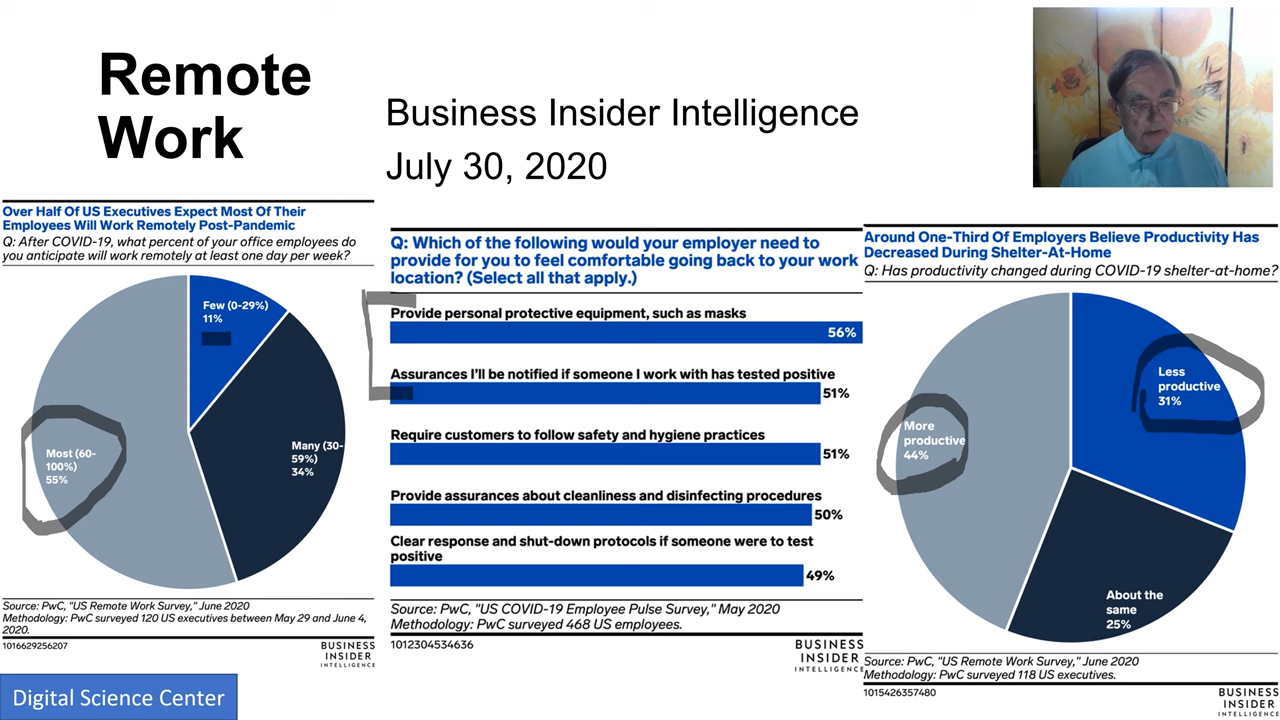 Remote
Work
Business Insider Intelligence
July 30, 2020
Over Half Of US Executives Expect Most Of Their
Employees Will Work Remotely Post-Pandemic
Q: After COVID-19, what percent of your office employees do
you anticipate will work remotely at least one day per week?
Few (0-29%)
11%
Many (30-
59%)
34%
Most (60-
100%)
55%
Source: PwC, "US Remote Work Survey," June 2020
Methodology: PwC surveyed 120 US executives between May 29 and June 4,
2020.
1016629256207
BUSINESS
INSIDER
INTELLIGENCE
Q: Which of the following would your employer need to
provide for you to feel comfortable going back to your work
location? (Select all that apply.)
Provide personal protective equipment, such as masks
56%
Assurances I'll be notified if someone I work with has tested positive
51%
Require customers to follow safety and hygiene practices
51%
Provide assurances about cleanliness and disinfecting procedures
50%
Clear response and shut-down protocols if someone were to test
positive
49%
Source: PwC, "US COVID-19 Employee Pulse Survey," May 2020
Methodology: PwC surveyed 468 US employees.
1012304534636
BUSINESS
INSIDER
INTELLIGENCE
Around One-Third Of Employers Believe Productivity Has
Decreased During Shelter-At-Home
Q: Has productivity changed during COVID-19 shelter-at-home?
Less
productive
31%
More
productive
44%
About the
same
25%
Source: PwC, "US Remote Work Survey," June 2020
Methodology: PwC surveyed 118 US executives.
1015426357480
BUSINESS
INSIDER
INTELLIGENCE
Digital Science Center